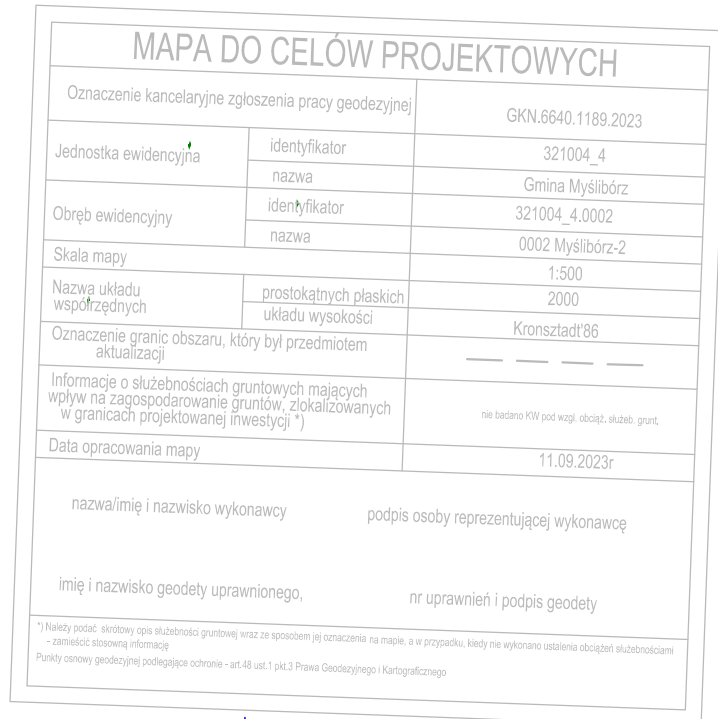 MAPA DO CELÓW PROJEKTOWYCH
Oznaczenie kancelaryjne zgłoszenia pracy geodezyjnej
GKN.6640.1189.2023
Jednostka ewidencyjna
identyfikator
321004_4
nazwa
Gmina Myślibórz
Obręb ewidencyjny
identyfikator
321004_4.0002
nazwa
0002 Myślibórz-2
Skala mapy
1:500
Nazwa układu
współrzędnych
prostokątnych płaskich
2000
układu wysokości
Kronsztadt'86
Oznaczenie granic obszaru, który był przedmiotem
aktualizacji
Informacje o służebnościach gruntowych mających
wpływ na zagospodarowanie gruntów, zlokalizowanych
w granicach projektowanej inwestycji *)
nie badano KW pod wzgl. obciąż, służeb. grunt.
Data opracowania mapy
11.09.2023r
nazwa/imię i nazwisko wykonawcy
podpis osoby reprezentującej wykonawcę
imię i nazwisko geodety uprawnionego,
nr uprawnień i podpis geodety
*) Należy podać skrótowy opis służebności gruntowej wraz ze sposobem jej oznaczenia na mapie, a w przypadku, kiedy nie wykonano ustalenia obciążeń służebnościami
- zamieścić stosowną informację
Punkty osnowy geodezyjnej podlegające ochronie - art.48 ust.1 pkt.3 Prawa Geodezyjnego i Kartograficznego